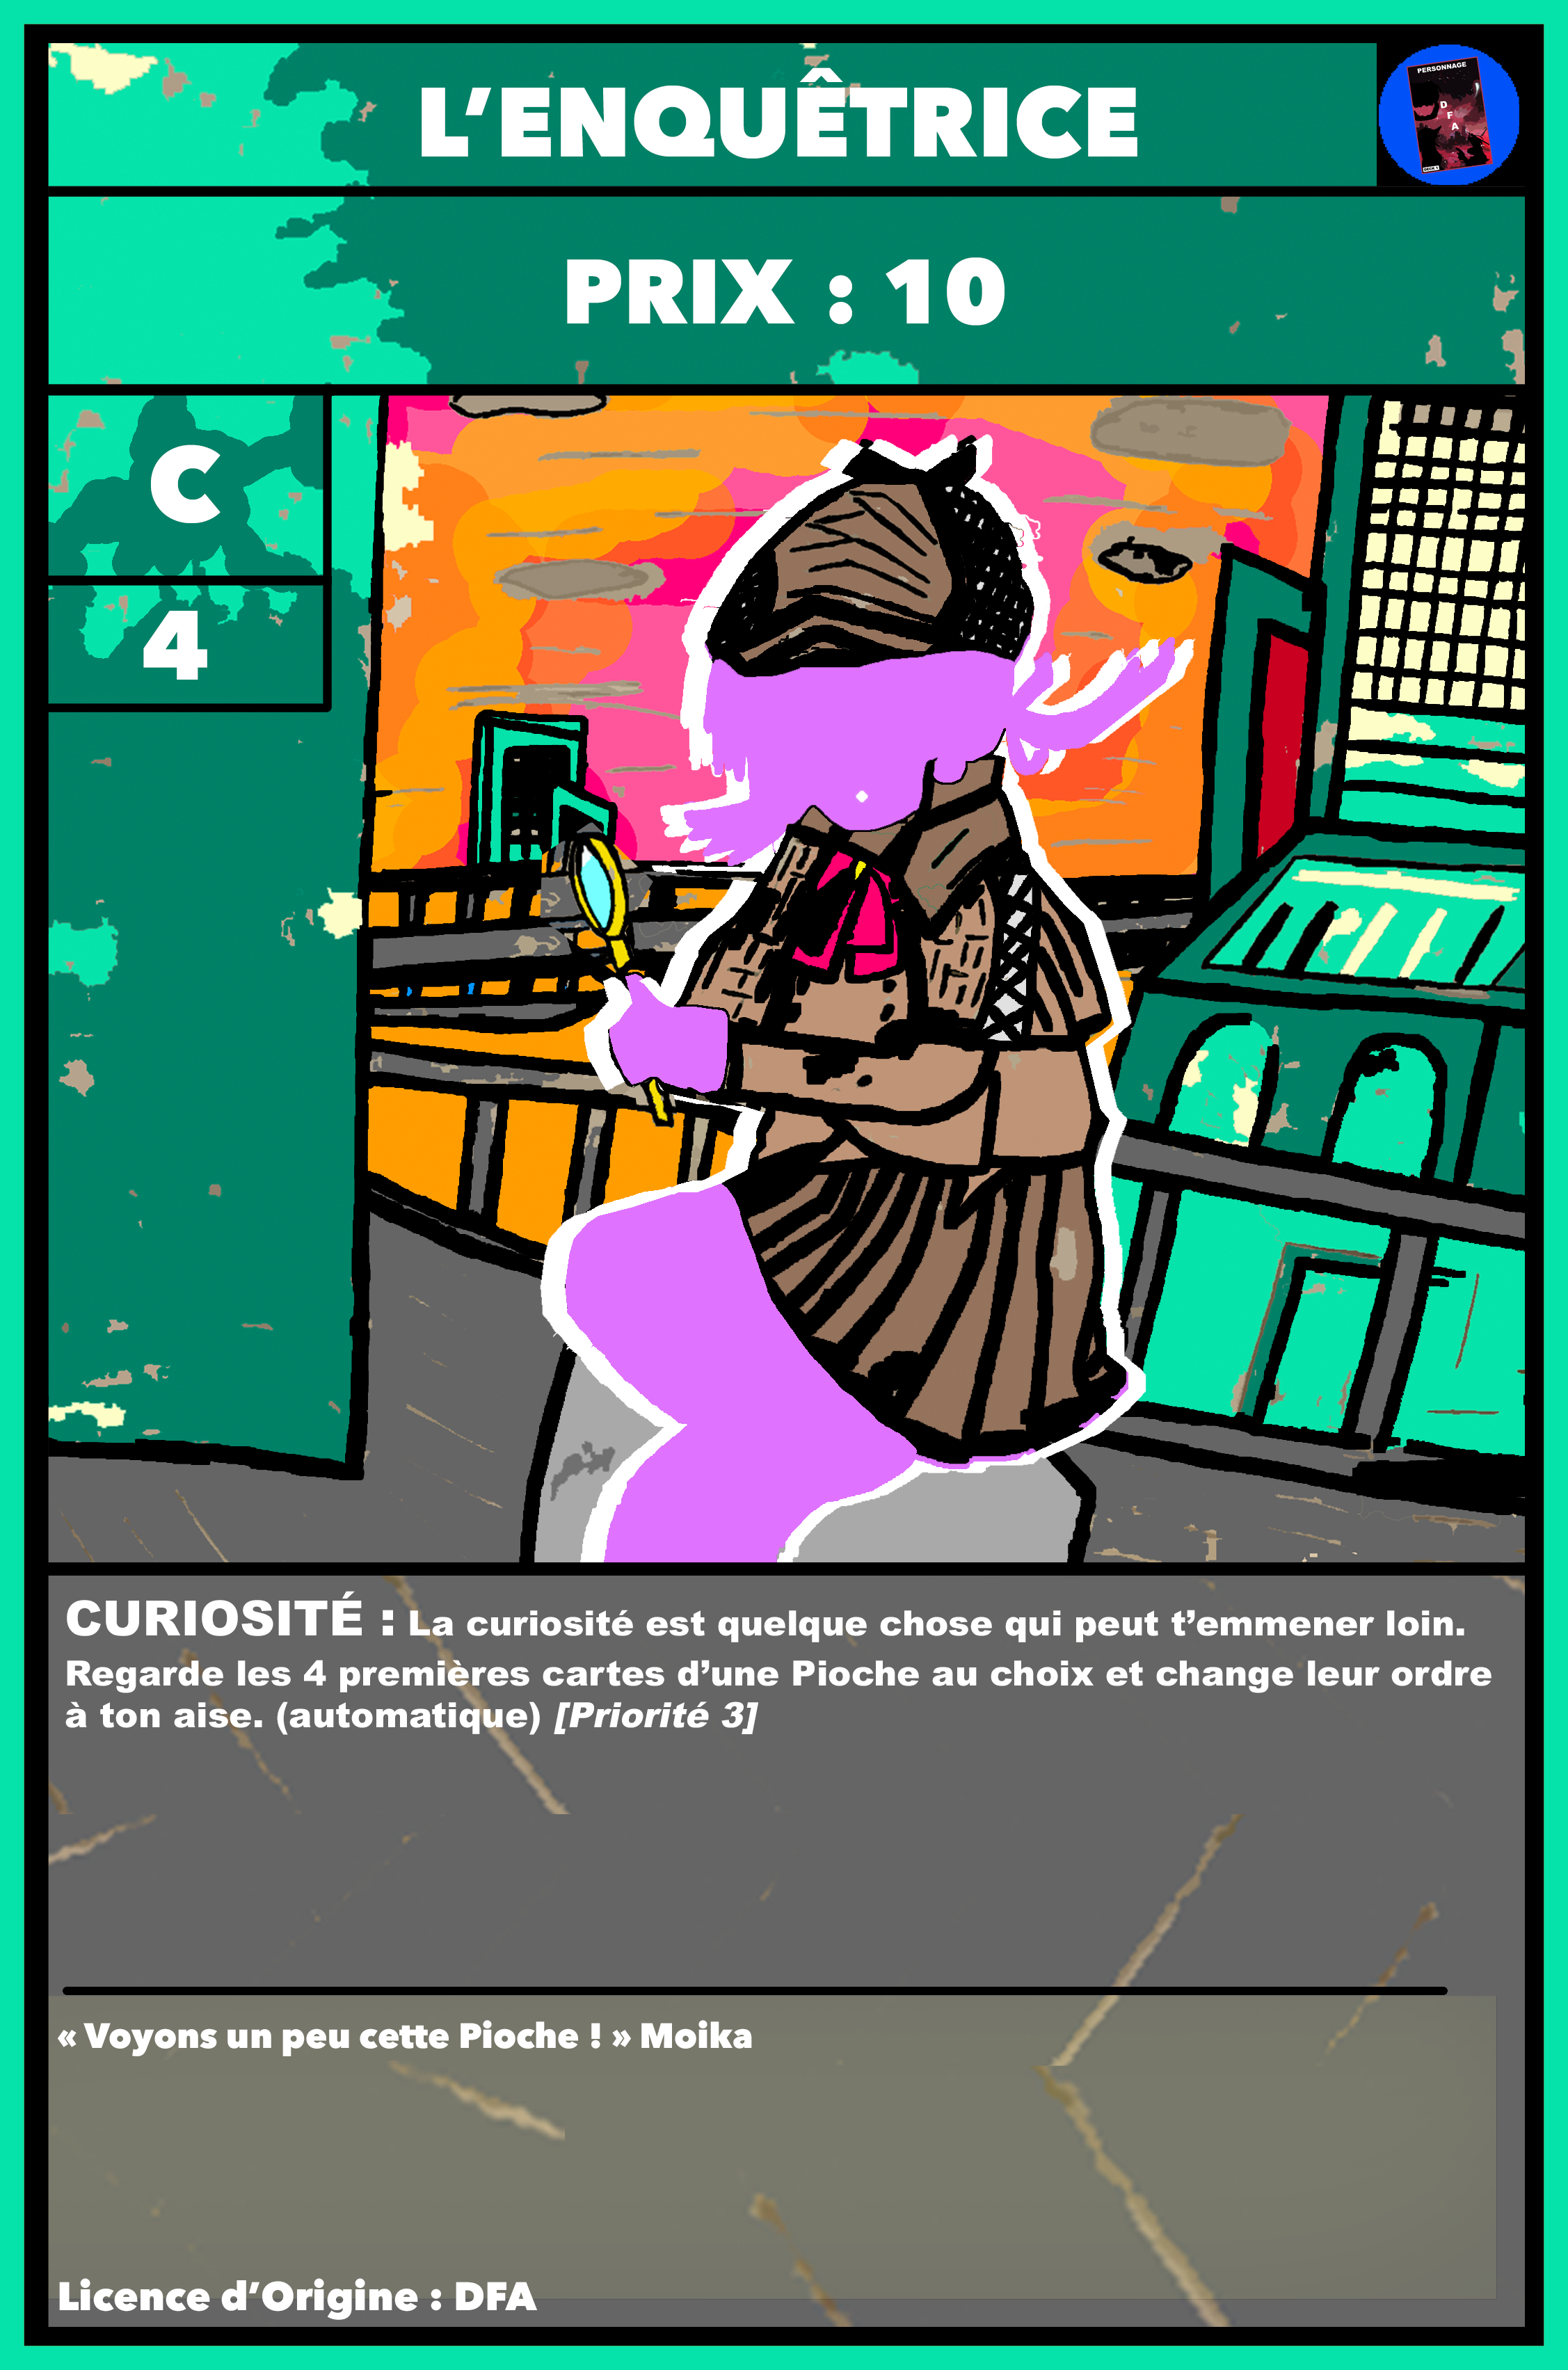 L’ENQUÊTRICE
PERSONNAGE
D
F
A
PRIX : 10
C
4
CURIOSITÉ : La curiosité est quelque chose qui peut t’emmener loin.
Regarde les 4 premières cartes d’une Pioche au choix et change leur ordre
à ton aise. (automatique) [Priorité 3]
« Voyons un peu cette Pioche ! » Moika
Licence d’Origine : DFA